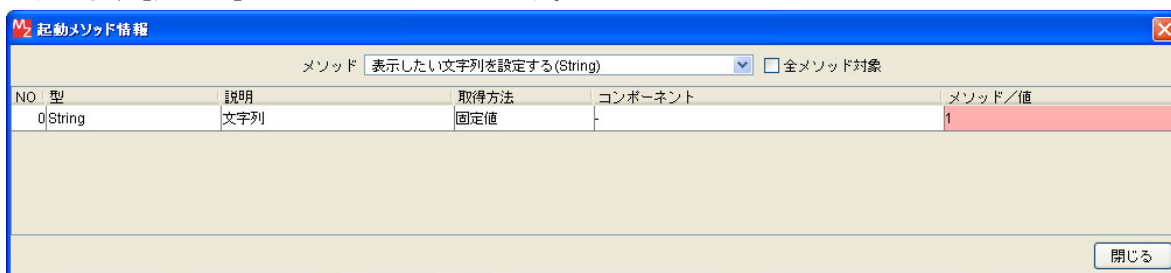 起動メソッド情報
メソッド 表示したい文字列を設定する(String) 全メソッド対象
NO 型 説明 取得方法 コンポーネント メソッド/値
0 String 文字列 固定値 - 1
閉じる